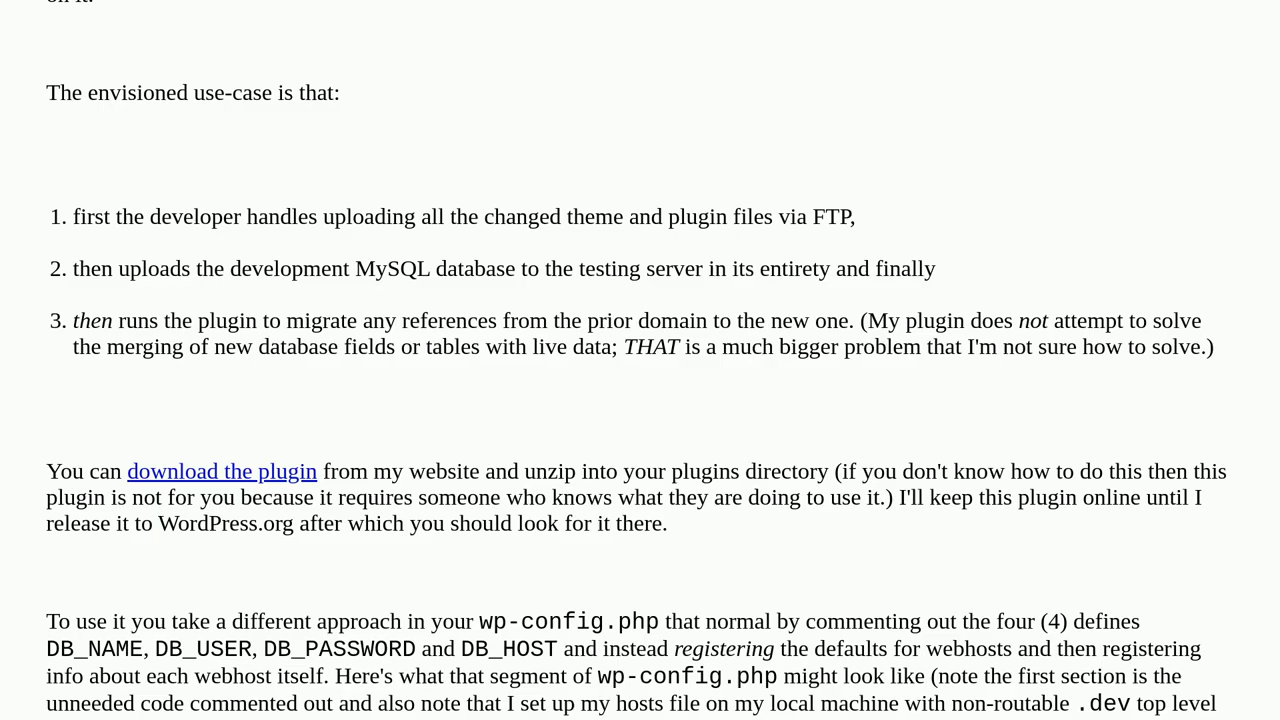 on it.
The envisioned use-case is that:
1. first the developer handles uploading all the changed theme and plugin files via FTP,
2. then uploads the development MySQL database to the testing server in its entirety and finally
3. then runs the plugin to migrate any references from the prior domain to the new one. (My plugin does not attempt to solve
the merging of new database fields or tables with live data; THAT is a much bigger problem that I'm not sure how to solve.)
You can download the plugin from my website and unzip into your plugins directory (if you don't know how to do this then this
plugin is not for you because it requires someone who knows what they are doing to use it.) I'll keep this plugin online until I
release it to WordPress.org after which you should look for it there.
To use it you take a different approach in your wp-config.php that normal by commenting out the four (4) defines
DB_NAME, DB_USER, DB_PASSWORD and DB_HOST and instead registering the defaults for webhosts and then registering
info about each webhost itself. Here's what that segment of wp-config.php might look like (note the first section is the
unneeded code commented out and also note that I set up my hosts file on my local machine with non-routable .dev top level